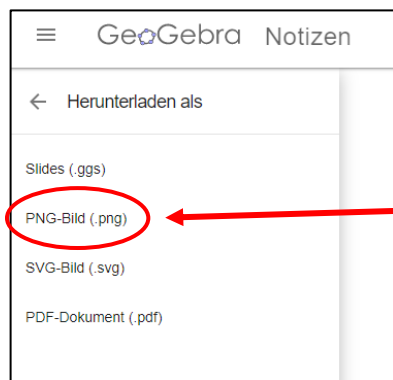 GeoGebra Notizen
Herunterladen als
Slides (.ggs)
PNG-Bild (.png)
SVG-Bild (.svg)
PDF-Dokument (.pdf)